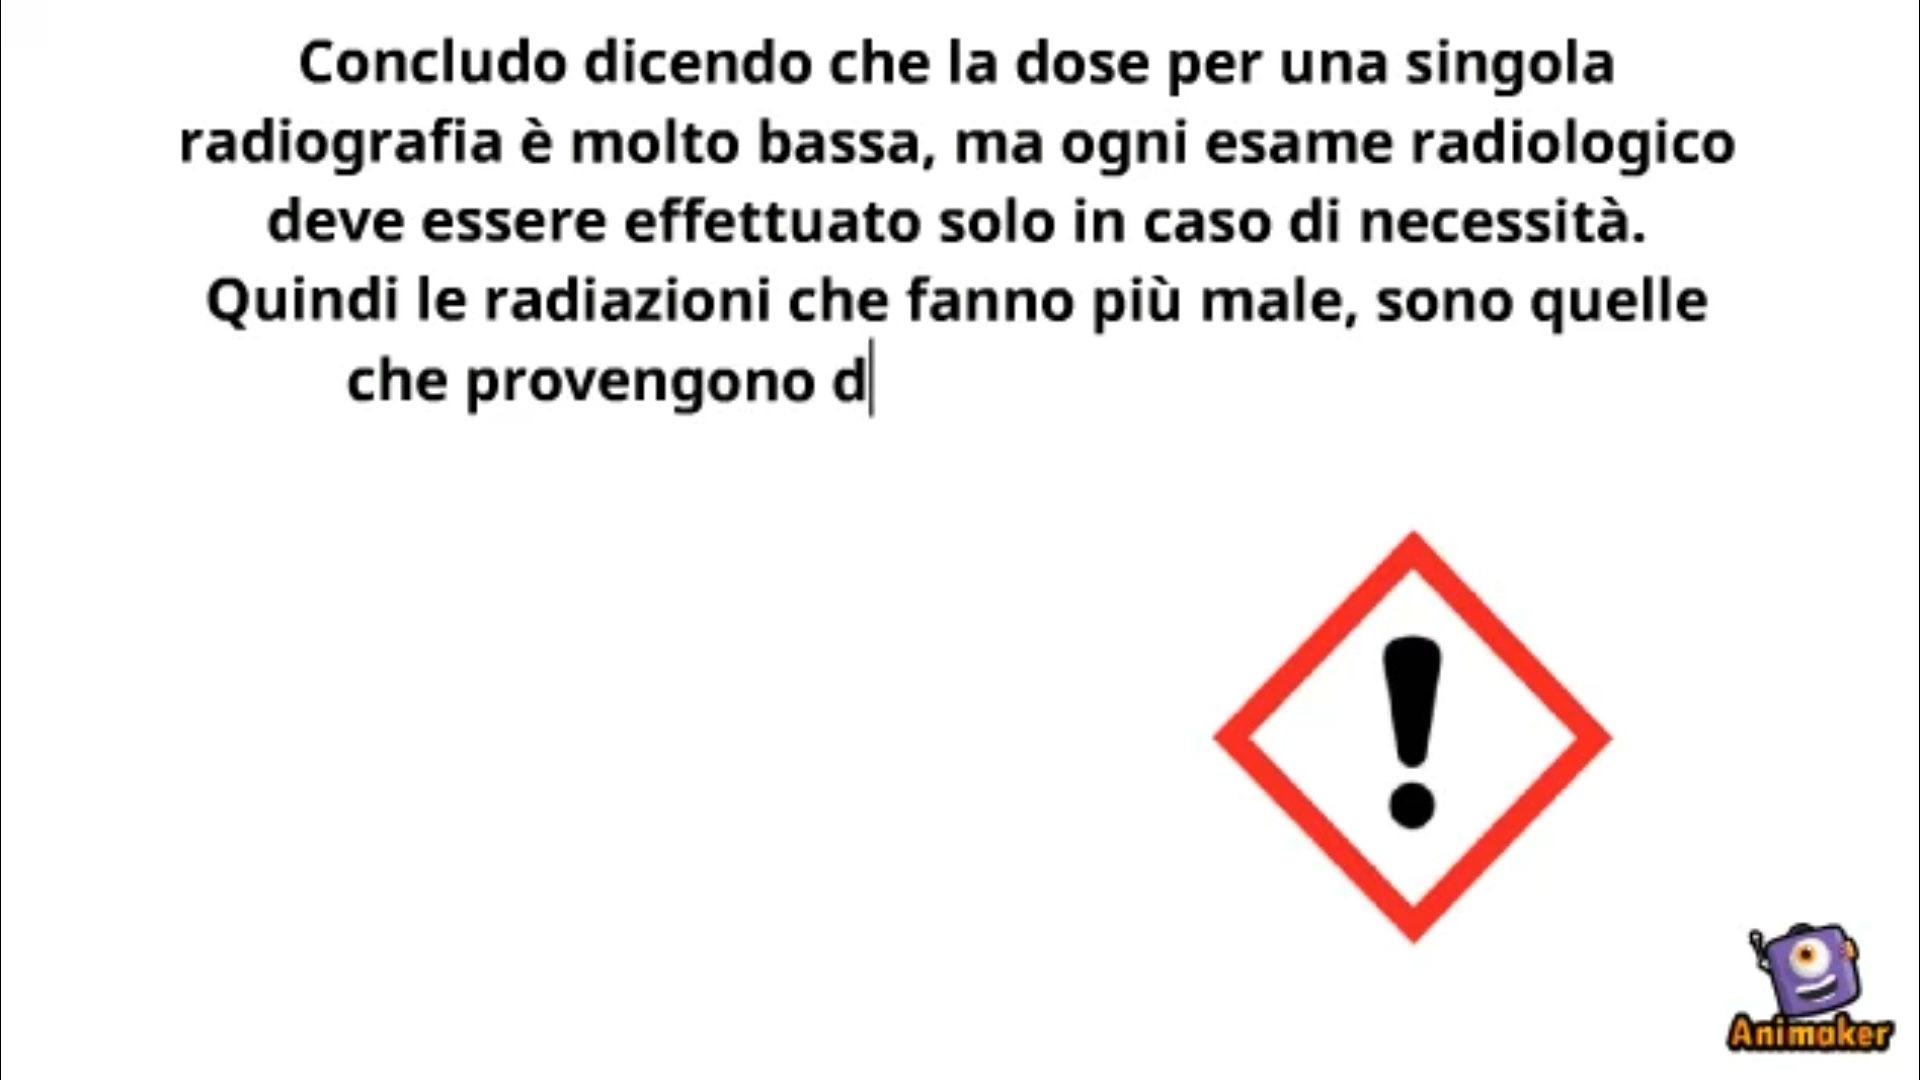 Concludo dicendo che la dose per una singola
radiografia è molto bassa, ma ogni esame radiologico
deve essere effettuato solo in caso di necessità.
Quindi le radiazioni che fanno più male, sono quelle
che provengono d
Animaker